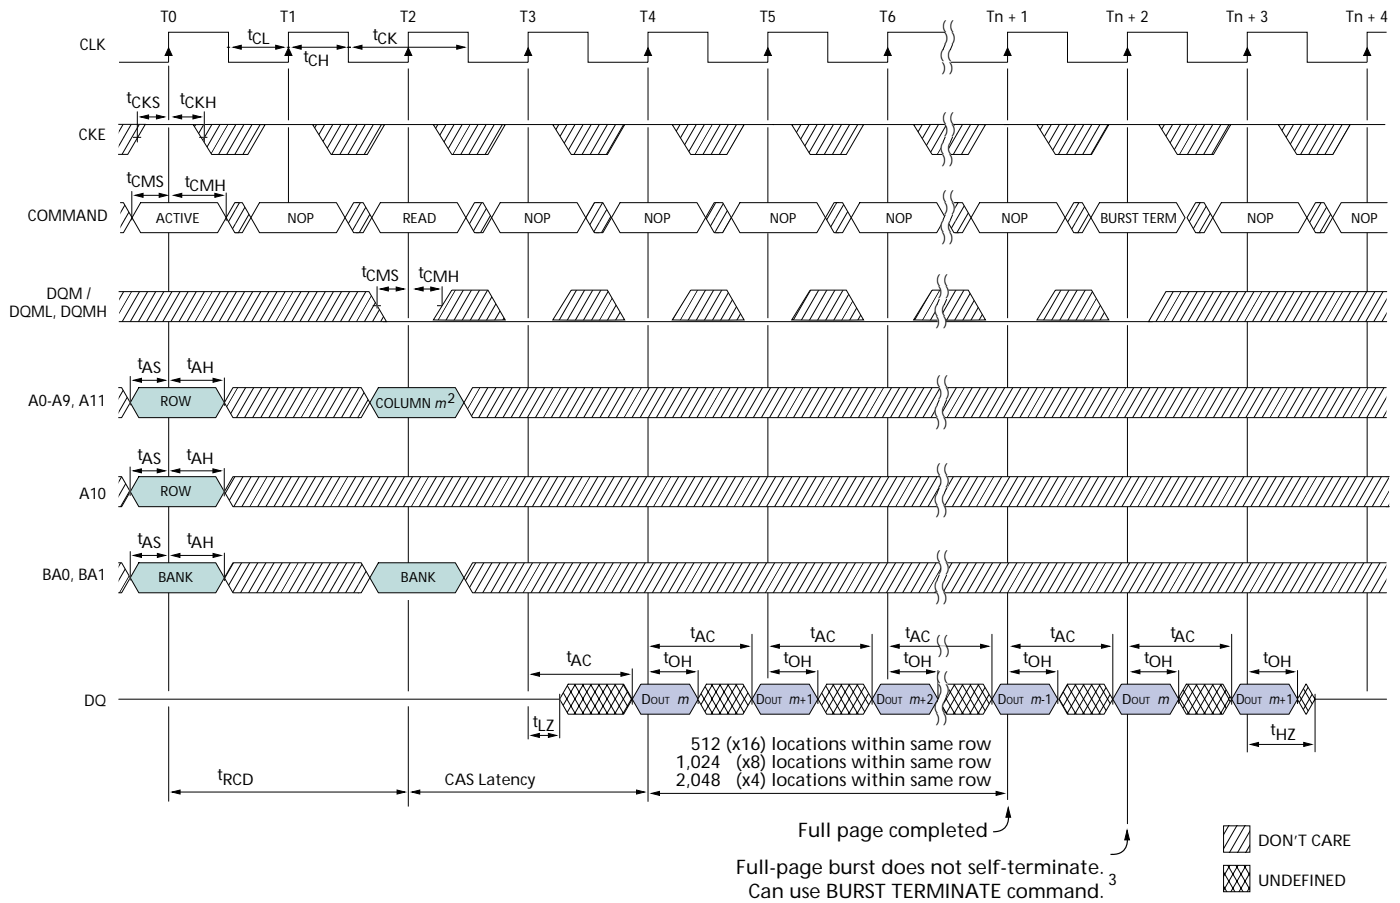 T0 T1 T2 T3 T4 T5 T6 Tn + 1 Tn + 2 Tn + 3 Tn + 4
CLK
tCL tCK
tCH
tCKS tCKH
CKE
tCMS tCMH
COMMAND ACTIVE NOP READ NOP NOP NOP NOP NOP BURST TERM NOP NOP
tCMS tCMH
DQM /
DQML, DQMH
tAS tAH
A0-A9, A11 ROW COLUMN m2
tAS tAH
A10 ROW
tAS tAH
BA0, BA1 BANK BANK
tAC tAC tAC tAC tAC
tAC tOH tOH tOH tOH tOH tOH
DQ DOUT m DOUT m+1 DOUT m+2 DOUT m-1 DOUT m DOUT m+1
tLZ tHZ
512 (x16) locations within same row
1,024 (x8) locations within same row
2,048 (x4) locations within same row
tRCD CAS Latency
Full page completed
Full-page burst does not self-terminate.
Can use BURST TERMINATE command. 3
DON'T CARE
UNDEFINED